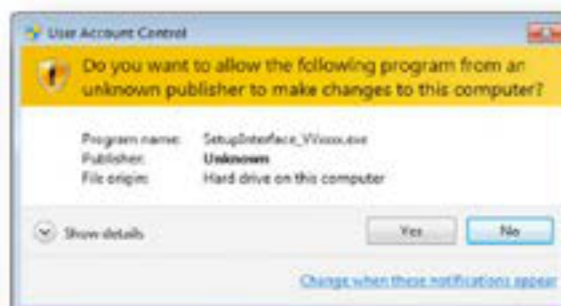 User Account Control
Do you want to allow the following program from an
unknown publisher to make changes to this computer?
Program name: SetupInterface_VVxxxx.exe
Publisher: Unknown
File origin: Hard drive on this computer
Show details
Yes
No
Change when these notifications appear